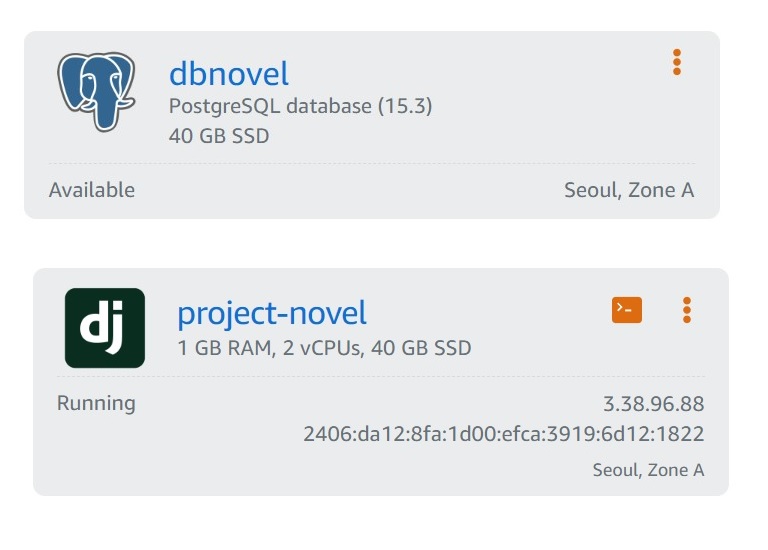 dbnovel
PostgreSQL database (15.3)
40 GB SSD
Available
Seoul, Zone A
dj
project-novel
1 GB RAM, 2 vCPUs, 40 GB SSD
Running
3.38.96.88
2406:da12:8fa:1d00:efca:3919:6d12:1822
Seoul, Zone A